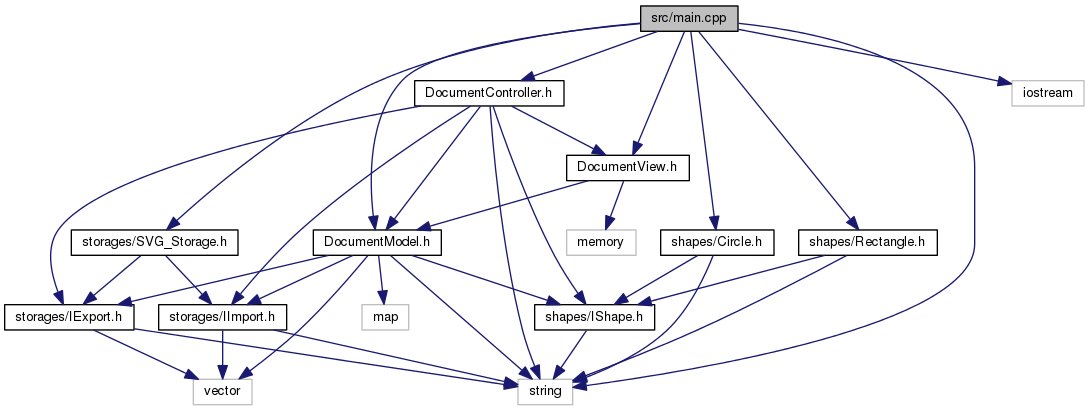 src/main.cpp
DocumentController.h
iostream
DocumentView.h
storages/SVG_Storage.h
DocumentModel.h
memory
shapes/Circle.h
shapes/Rectangle.h
storages/IExport.h
storages/IImport.h
map
shapes/IShape.h
vector
string